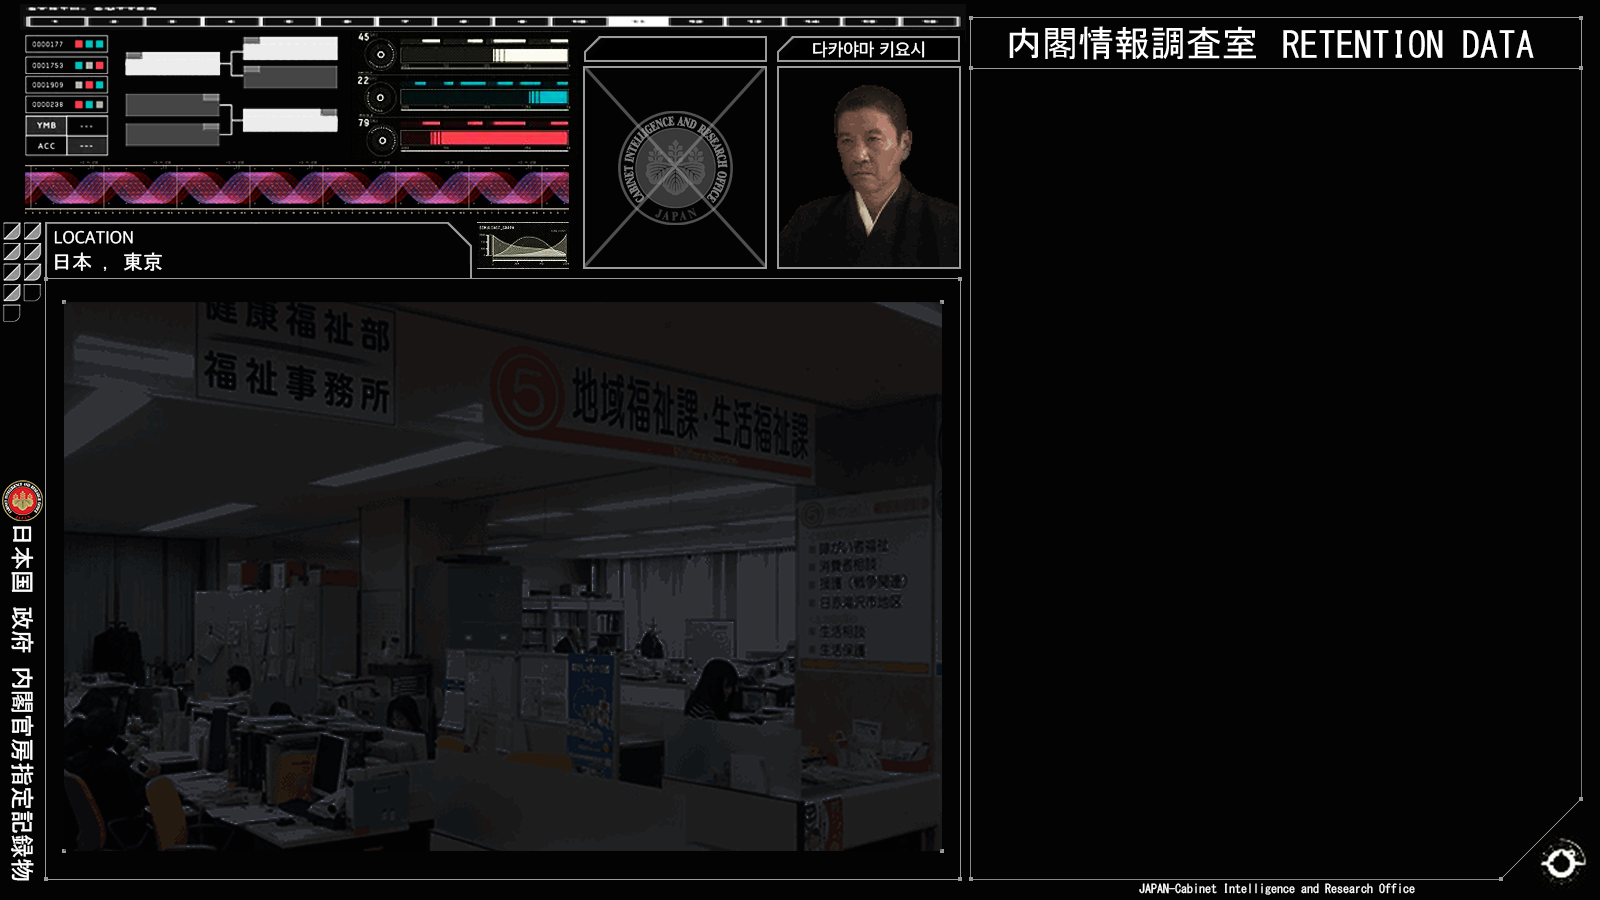 0000177
0001753
0001909
0000238
YMB ---
ACC ---
45
22
79
다카야마 키요시
CABINET INTELLIGENCE AND RESEARCH OFFICE
JAPAN
LOCATION
日本 , 東京
内閣情報調査室 RETENTION DATA
健康福祉部
福祉事務所
⑤ 地域福祉課・生活福祉課
障がい者福祉
消費者相談
援護（戦争関連）
日赤滝沢市地区
生活相談
生活保護
日本国 政府 内閣官房指定記録物
JAPAN-Cabinet Intelligence and Research Office